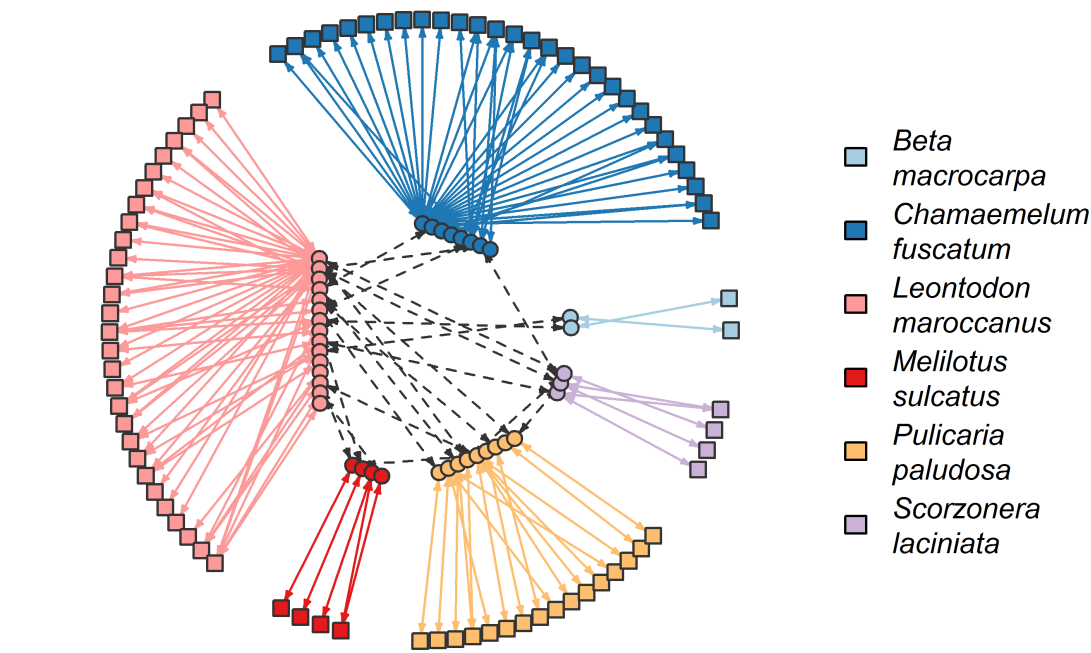 Beta
macrocarpa
Chamaemelum
fuscatum
Leontodon
maroccanus
Melilotus
sulcatus
Pulicaria
paludosa
Scorzonera
laciniata